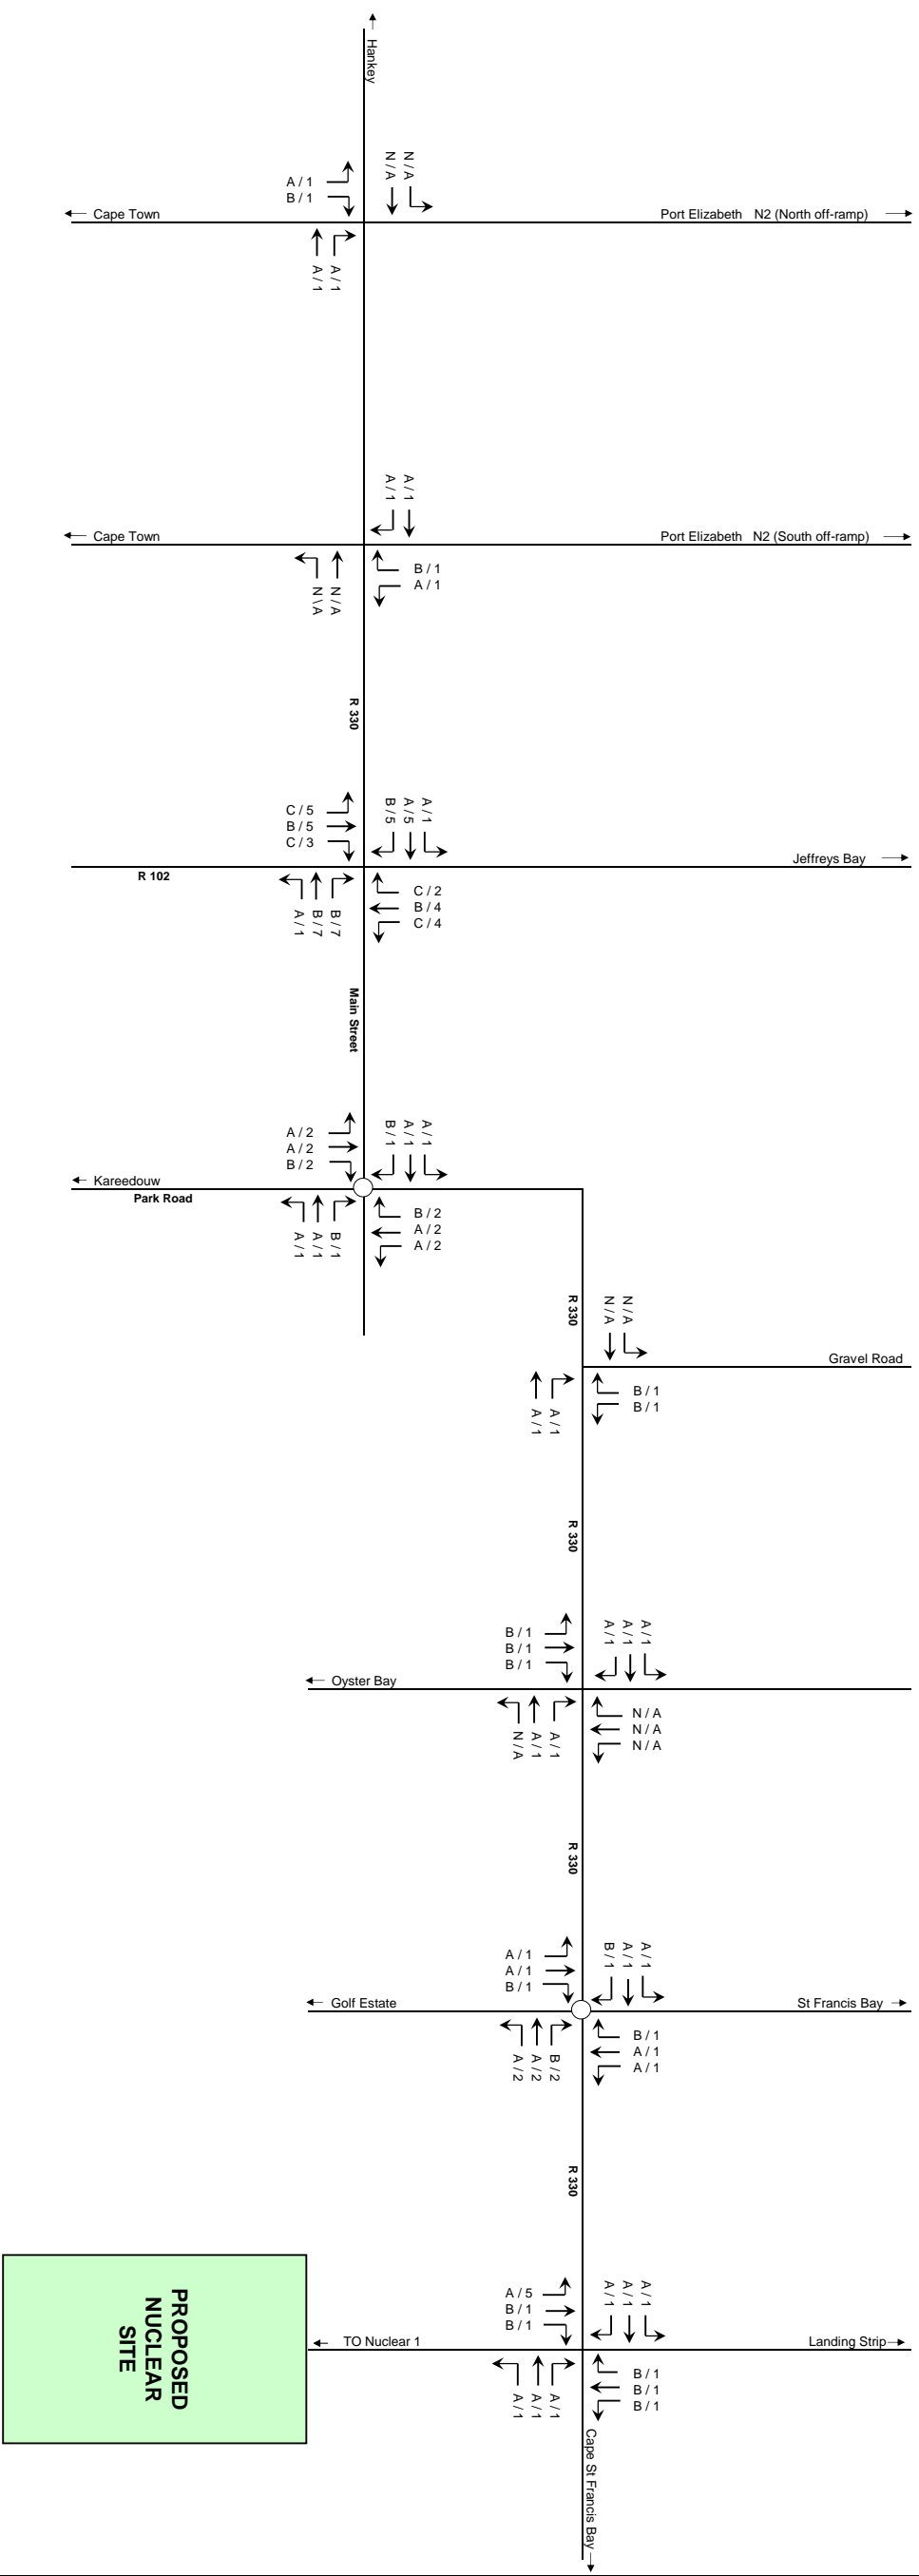 Hankey
N / A
N / A
A / 1
B / 1
Cape Town
Port Elizabeth N2 (North off-ramp)
A / 1
A / 1
A / 1
A / 1
Cape Town
Port Elizabeth N2 (South off-ramp)
B / 1
A / 1
N \ A
N / A
R 330
C / 5
B / 5
C / 3
B / 5
A / 5
A / 1
Jeffreys Bay
R 102
A / 1
B / 7
B / 7
C / 2
B / 4
C / 4
Main Street
A / 2
A / 2
B / 2
B / 1
A / 1
A / 1
Kareedouw
Park Road
A / 1
A / 1
B / 1
B / 2
A / 2
A / 2
R 330
N / A
N / A
Gravel Road
A / 1
A / 1
B / 1
B / 1
R 330
B / 1
B / 1
B / 1
A / 1
A / 1
A / 1
Oyster Bay
N / A
A / 1
A / 1
N / A
N / A
N / A
R 330
A / 1
A / 1
B / 1
B / 1
A / 1
A / 1
Golf Estate
St Francis Bay
A / 2
A / 2
B / 2
B / 1
A / 1
A / 1
R 330
A / 5
B / 1
B / 1
A / 1
A / 1
A / 1
TO Nuclear 1
Landing Strip
A / 1
A / 1
A / 1
B / 1
B / 1
B / 1
PROPOSED
NUCLEAR
SITE
Cape St Francis Bay